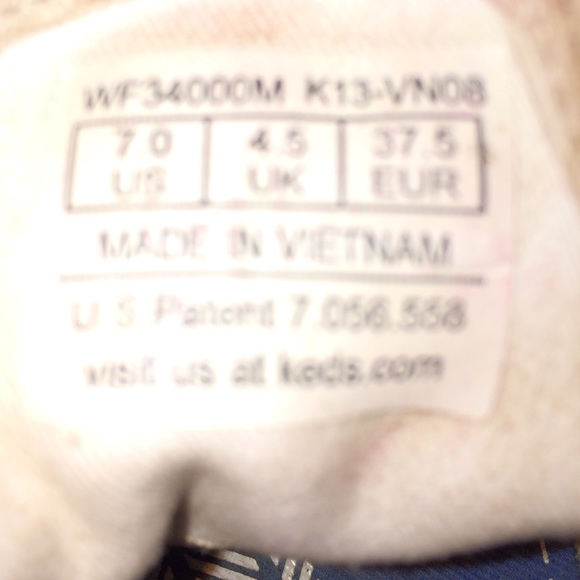 WF34000M K13-VN08
7.0 4.5 37.5
US UK EUR
MADE IN VIETNAM
U.S. Patent 7,056,558
visit us at keds.com